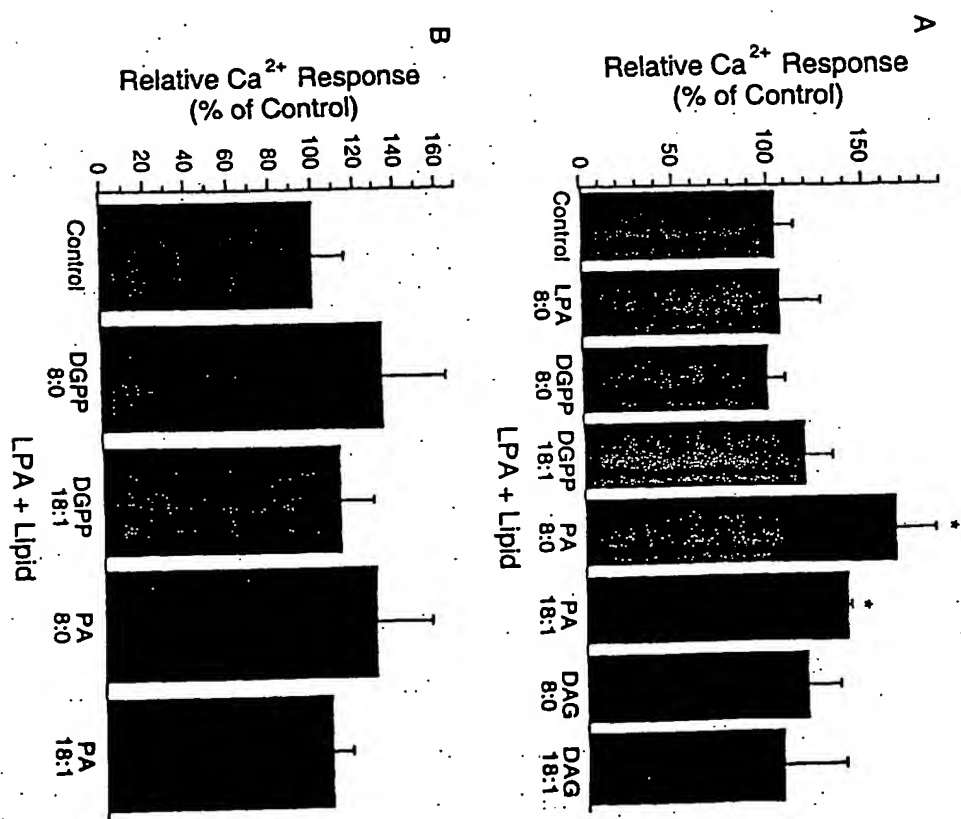 A
Relative Ca²⁺ Response
(% of Control)
0
50
100
150
*
*
Control
LPA
8:0
DGPP
8:0
DGPP
18:1
PA
8:0
PA
18:1
DAG
8:0
DAG
18:1
LPA + Lipid
B
Relative Ca²⁺ Response
(% of Control)
0
20
40
60
80
100
120
140
160
Control
DGPP
8:0
DGPP
18:1
PA
8:0
PA
18:1
LPA + Lipid